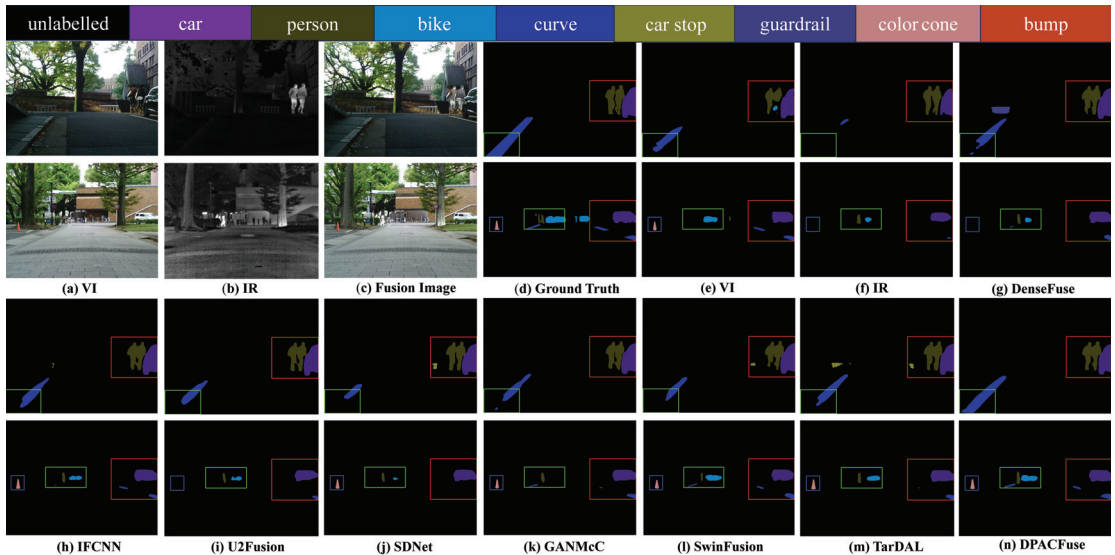 unlabelled car person bike curve car stop guardrail color cone bump
(a) VI (b) IR (c) Fusion Image (d) Ground Truth (e) VI (f) IR (g) DenseFuse
(h) IFCNN (i) U2Fusion (j) SDNet (k) GANMcC (l) SwinFusion (m) TarDAL (n) DPACFuse